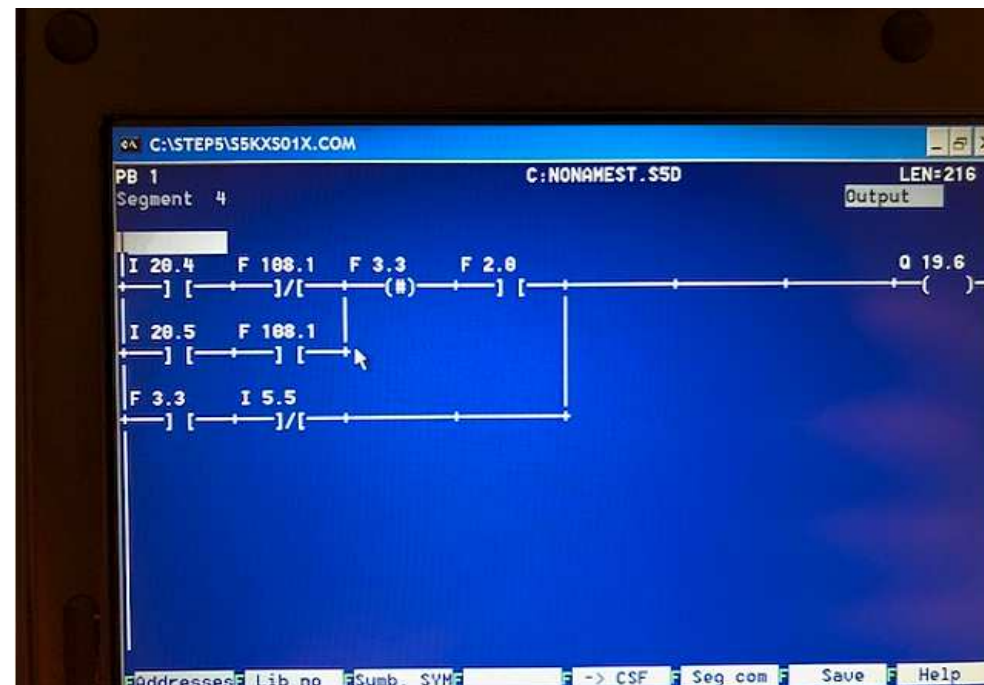 C:\STEP5\S5KXS01X.COM
PB 1 C:NONAMEST.S5D LEN=216
Segment 4 Output
I 20.4 F 108.1 F 3.3 F 2.0 Q 19.6
] [ ]/[ (#) ] [ ( )
I 20.5 F 108.1
] [ ] [
F 3.3 I 5.5
] [ ]/[
F Addresses F Lib no F Symb. SYM F F -> CSF F Seg com F Save F Help